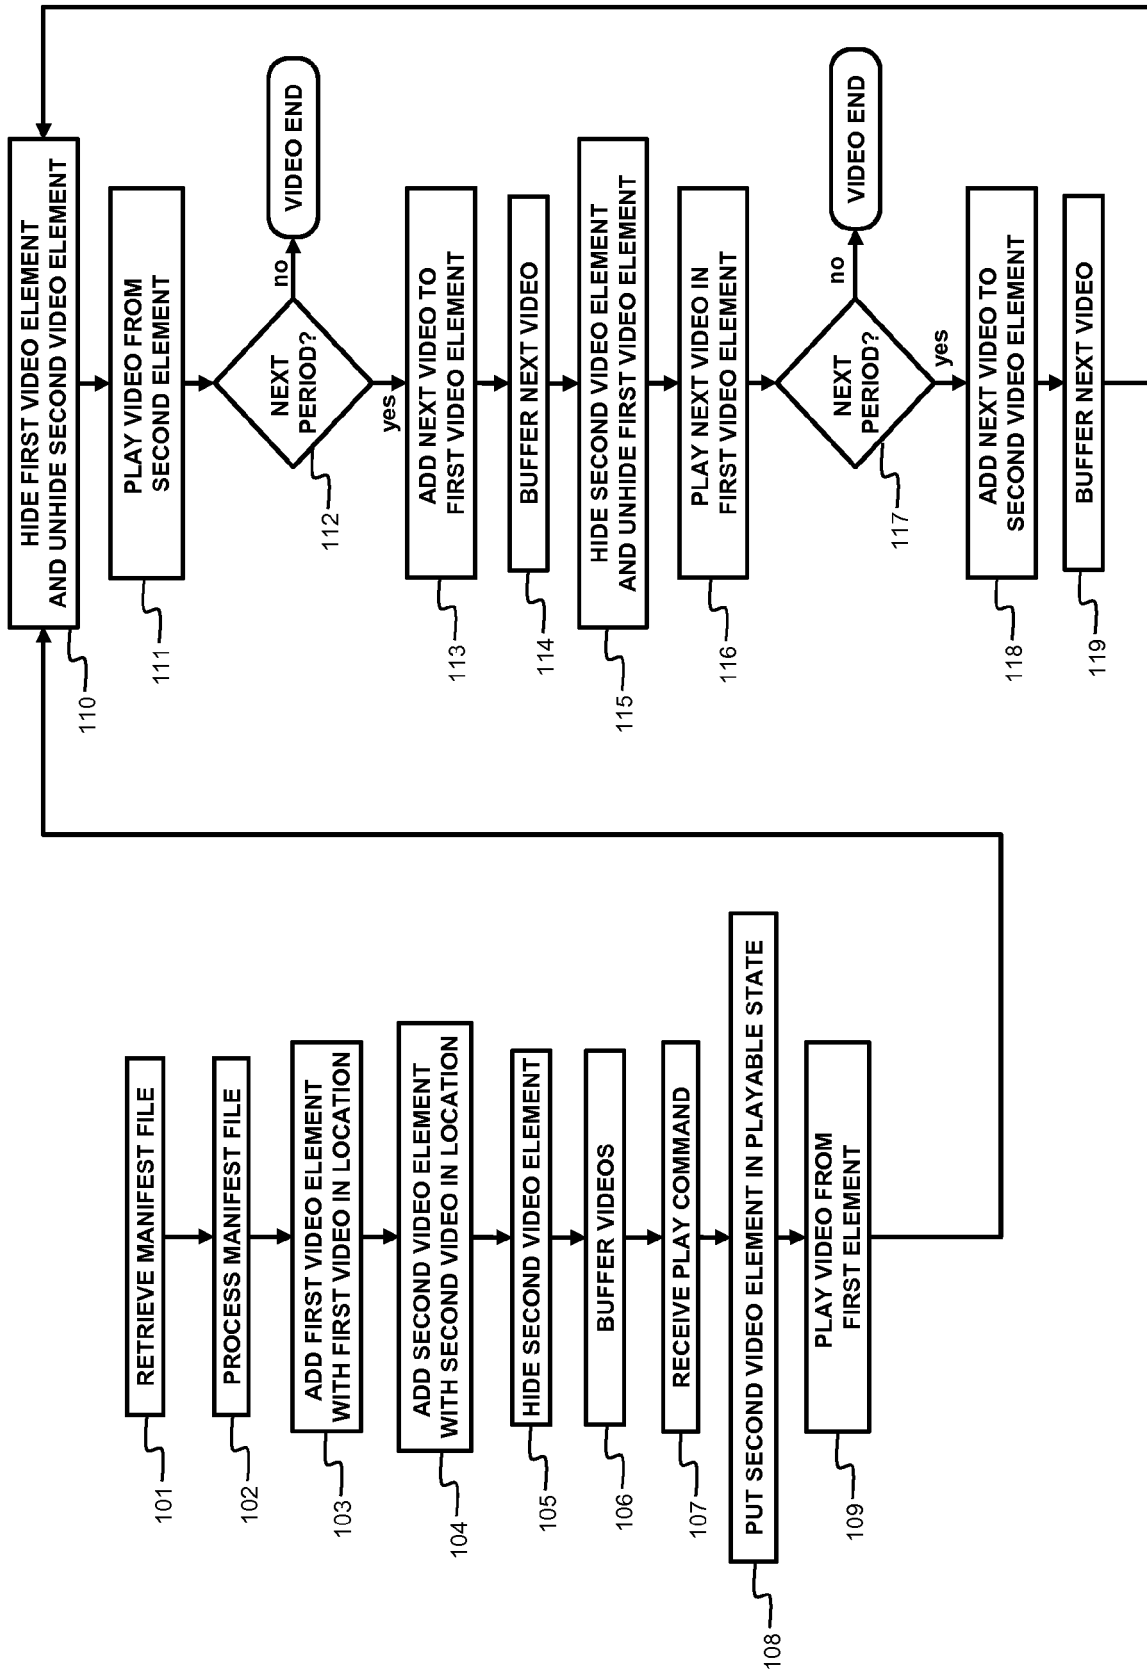 RETRIEVE MANIFEST FILE
101
PROCESS MANIFEST FILE
102
ADD FIRST VIDEO ELEMENT
WITH FIRST VIDEO IN LOCATION
103
ADD SECOND VIDEO ELEMENT
WITH SECOND VIDEO IN LOCATION
104
HIDE SECOND VIDEO ELEMENT
105
BUFFER VIDEOS
106
RECEIVE PLAY COMMAND
107
PUT SECOND VIDEO ELEMENT IN PLAYABLE STATE
108
PLAY VIDEO FROM
FIRST ELEMENT
109
HIDE FIRST VIDEO ELEMENT
AND UNHIDE SECOND VIDEO ELEMENT
110
PLAY VIDEO FROM
SECOND ELEMENT
111
NEXT
PERIOD?
112
no
VIDEO END
yes
ADD NEXT VIDEO TO
FIRST VIDEO ELEMENT
113
BUFFER NEXT VIDEO
114
HIDE SECOND VIDEO ELEMENT
AND UNHIDE FIRST VIDEO ELEMENT
115
PLAY NEXT VIDEO IN
FIRST VIDEO ELEMENT
116
NEXT
PERIOD?
117
no
VIDEO END
yes
ADD NEXT VIDEO TO
SECOND VIDEO ELEMENT
118
BUFFER NEXT VIDEO
119